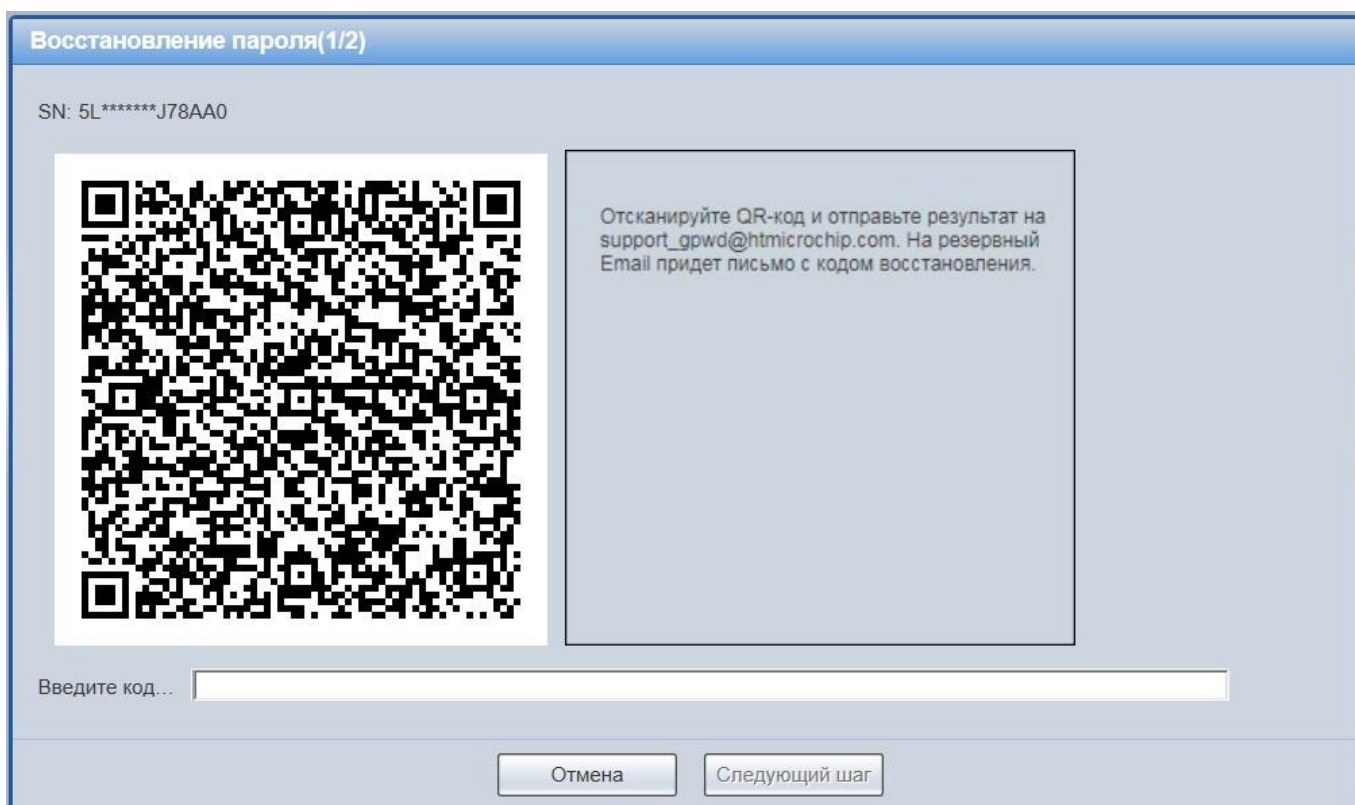 Восстановление пароля(1/2)
SN: 5L*******J78AA0
Отсканируйте QR-код и отправьте результат на
support_gpwd@htmicrochip.com. На резервный
Email придет письмо с кодом восстановления.
Введите код...
Отмена
Следующий шаг